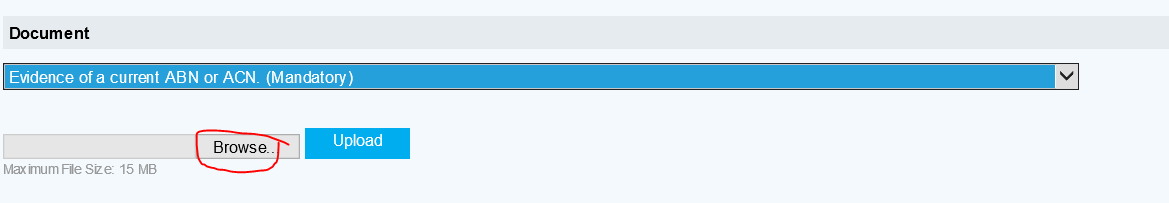 Document
Evidence of a current ABN or ACN. (Mandatory)
Browse..
Upload
Maximum File Size: 15 MB